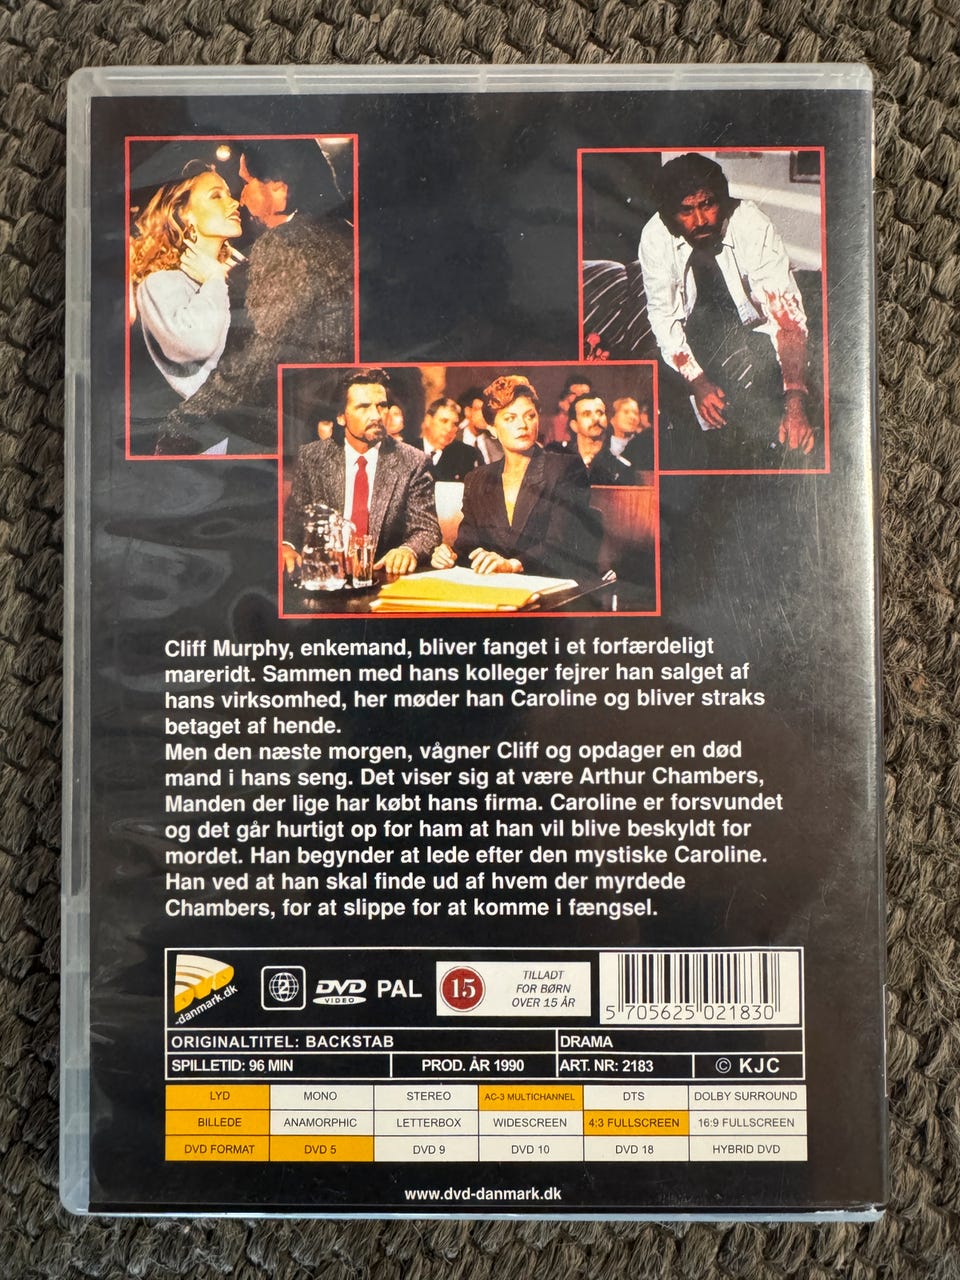 Cliff Murphy, enkemand, bliver fanget i et forfærdeligt
mareridt. Sammen med hans kolleger fejrer han salget af
hans virksomhed, her møder han Caroline og bliver straks
betaget af hende.
Men den næste morgen, vågner Cliff og opdager en død
mand i hans seng. Det viser sig at være Arthur Chambers,
Manden der lige har købt hans firma. Caroline er forsvundet
og det går hurtigt op for ham at han vil blive beskyldt for
mordet. Han begynder at lede efter den mystiske Caroline.
Han ved at han skal finde ud af hvem der myrdede
Chambers, for at slippe for at komme i fængsel.
DVD
-danmark.dk
2
DVD
VIDEO
PAL
15
TILLADT
FOR BØRN
OVER 15 ÅR
5 705625 021830
ORIGINALTITEL: BACKSTAB DRAMA
SPILLETID: 96 MIN PROD. ÅR 1990 ART. NR: 2183 © KJC
LYD MONO STEREO AC-3 MULTICHANNEL DTS DOLBY SURROUND
BILLEDE ANAMORPHIC LETTERBOX WIDESCREEN 4:3 FULLSCREEN 16:9 FULLSCREEN
DVD FORMAT DVD 5 DVD 9 DVD 10 DVD 18 HYBRID DVD
www.dvd-danmark.dk